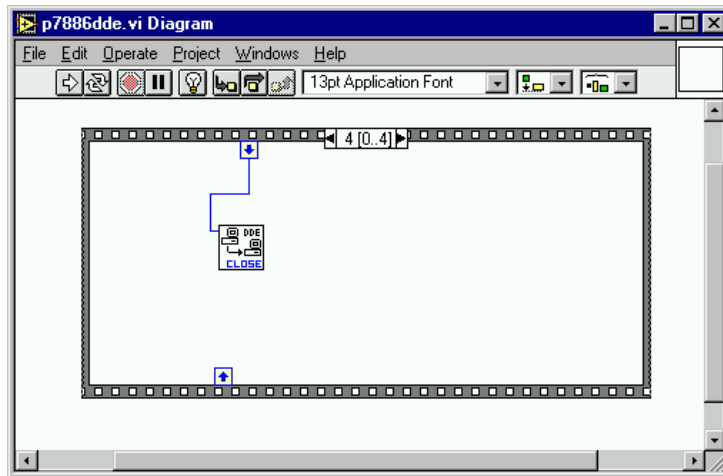 p7886dde.vi Diagram
File Edit Operate Project Windows Help
13pt Application Font
4 [0..4]
DDE
CLOSE